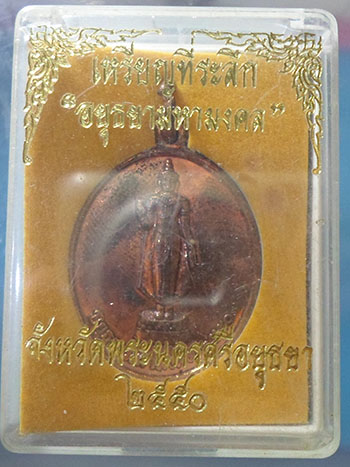 เหรียญที่ระลึก
"อยุธยามหามงคล"
จังหวัดพระนครศรีอยุธยา
๒๕๕๐